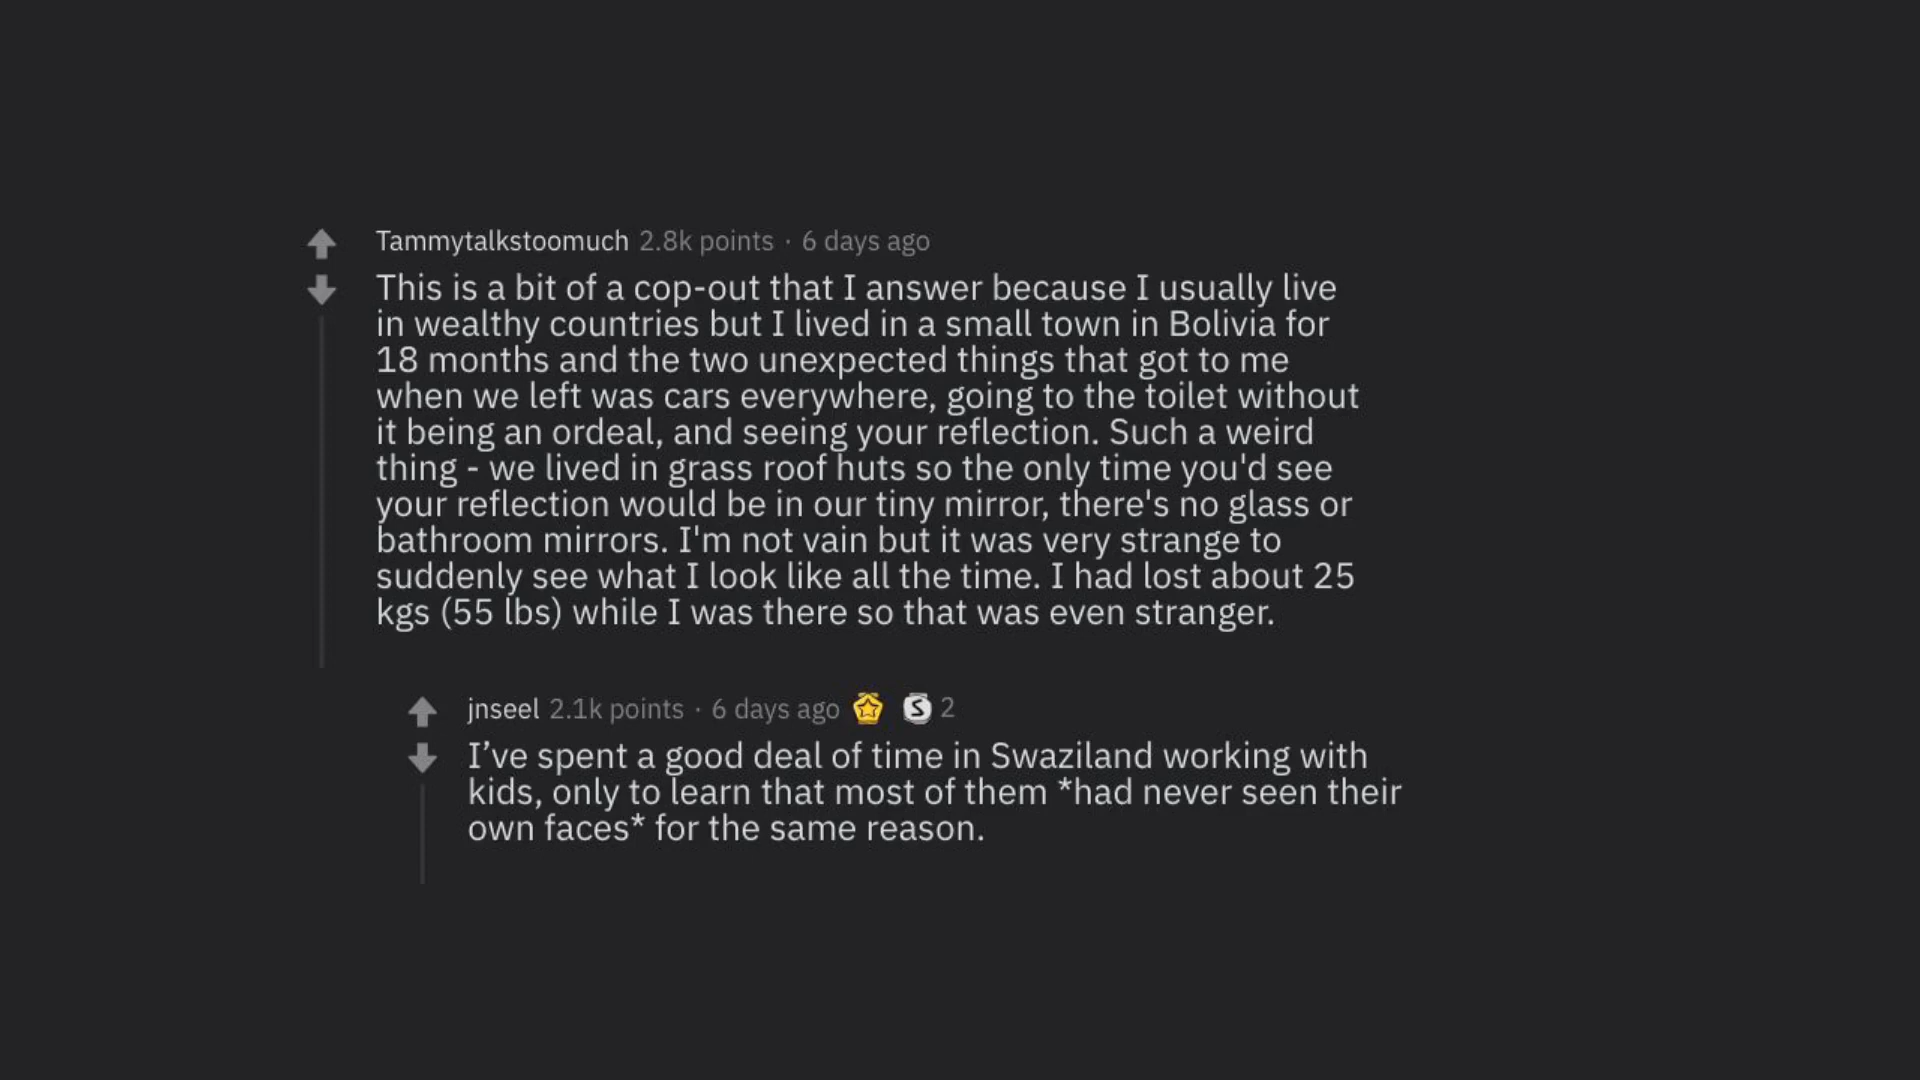 Tammytalkstoomuch 2.8k points · 6 days ago
This is a bit of a cop-out that I answer because I usually live
in wealthy countries but I lived in a small town in Bolivia for
18 months and the two unexpected things that got to me
when we left was cars everywhere, going to the toilet without
it being an ordeal, and seeing your reflection. Such a weird
thing - we lived in grass roof huts so the only time you'd see
your reflection would be in our tiny mirror, there's no glass or
bathroom mirrors. I'm not vain but it was very strange to
suddenly see what I look like all the time. I had lost about 25
kgs (55 lbs) while I was there so that was even stranger.
jnseel 2.1k points · 6 days ago S 2
I’ve spent a good deal of time in Swaziland working with
kids, only to learn that most of them *had never seen their
own faces* for the same reason.